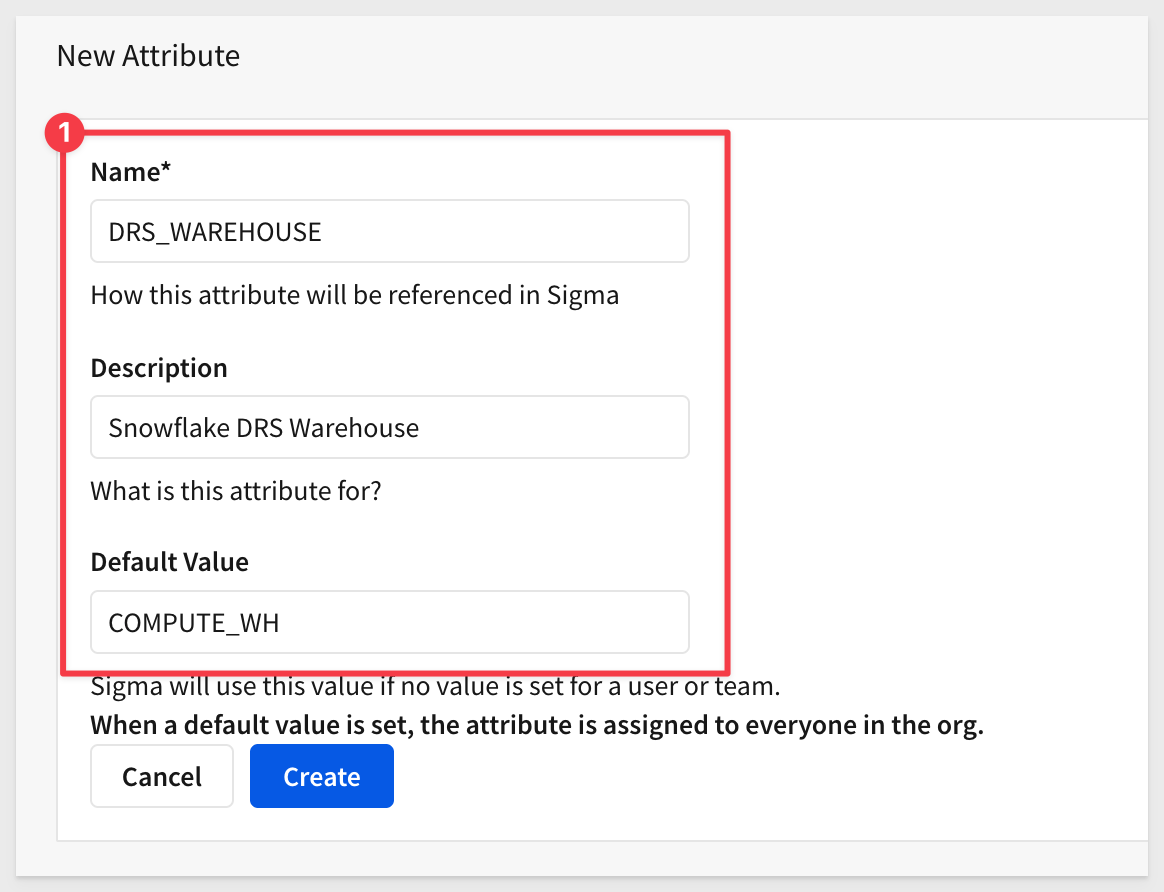 New Attribute
1
Name*
DRS_WAREHOUSE
How this attribute will be referenced in Sigma
Description
Snowflake DRS Warehouse
What is this attribute for?
Default Value
COMPUTE_WH
Sigma will use this value if no value is set for a user or team.
When a default value is set, the attribute is assigned to everyone in the org.
Cancel Create